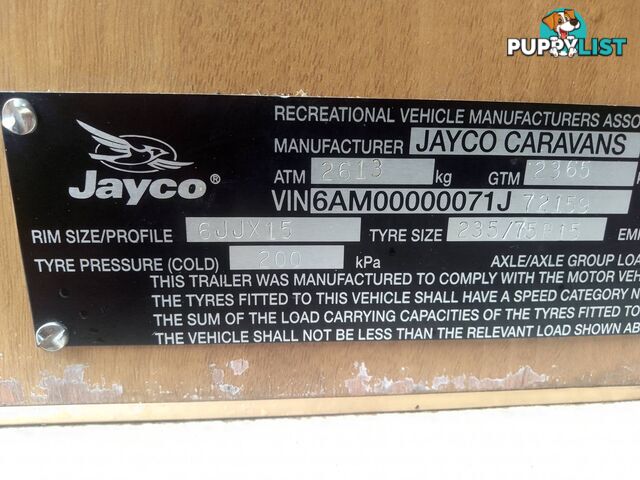 PUPPYLIST
RECREATIONAL VEHICLE MANUFACTURERS ASSO
Jayco®
MANUFACTURER JAYCO CARAVANS
ATM 2613 kg GTM 2365
VIN 6AM00000071J 72159
RIM SIZE/PROFILE 6JJX15 TYRE SIZE 235/75R15 EMI
TYRE PRESSURE (COLD) 200 kPa AXLE/AXLE GROUP LOA
THIS TRAILER WAS MANUFACTURED TO COMPLY WITH THE MOTOR VEH
THE TYRES FITTED TO THIS VEHICLE SHALL HAVE A SPEED CATEGORY N
THE SUM OF THE LOAD CARRYING CAPACITIES OF THE TYRES FITTED TO
THE VEHICLE SHALL NOT BE LESS THAN THE RELEVANT LOAD SHOWN AB